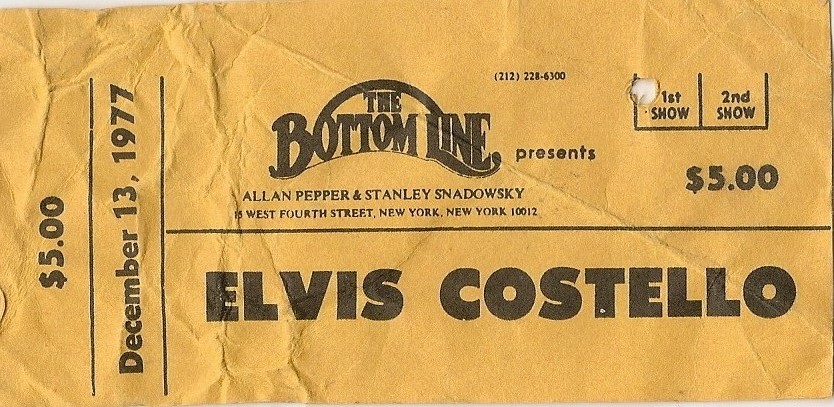 $5.00
December 13, 1977
(212) 228-6300
THE
BOTTOM LINE,
presents
ALLAN PEPPER & STANLEY SNADOWSKY
15 WEST FOURTH STREET, NEW YORK, NEW YORK 10012
1st
SHOW
2nd
SHOW
$5.00
ELVIS COSTELLO